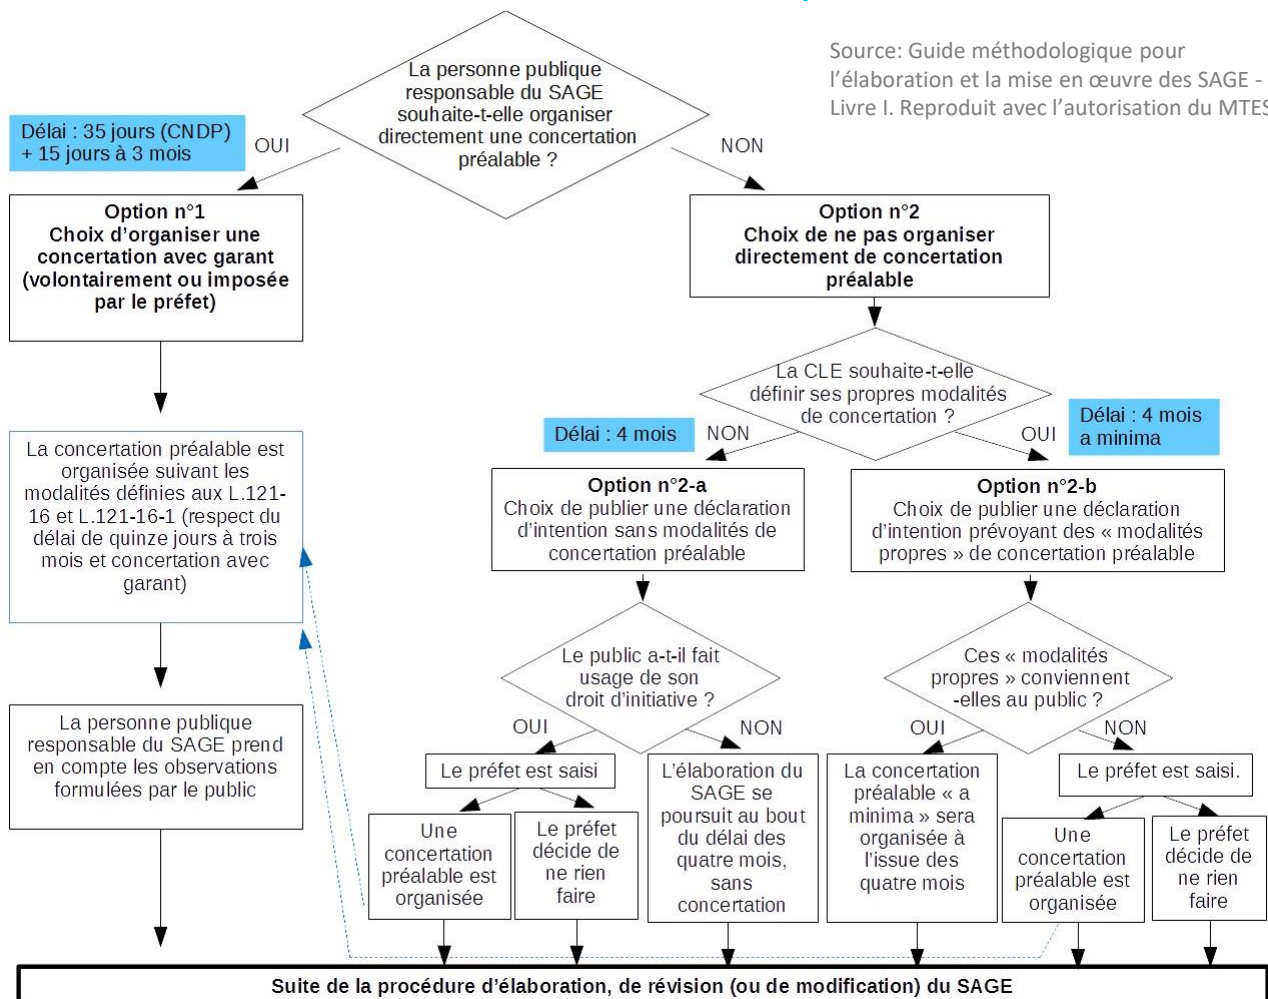 La personne publique
responsable du SAGE
souhaite-t-elle organiser
directement une concertation
préalable ?
Source: Guide méthodologique pour
l’élaboration et la mise en œuvre des SAGE -
Livre I. Reproduit avec l’autorisation du MTES
Délai : 35 jours (CNDP)
+ 15 jours à 3 mois
OUI
NON
Option n°1
Choix d’organiser une
concertation avec garant
(volontairement ou imposée
par le préfet)
Option n°2
Choix de ne pas organiser
directement de concertation
préalable
La CLE souhaite-t-elle
définir ses propres modalités
de concertation ?
Délai : 4 mois
NON
OUI
Délai : 4 mois
a minima
La concertation préalable est
organisée suivant les
modalités définies aux L.121-
16 et L.121-16-1 (respect du
délai de quinze jours à trois
mois et concertation avec
garant)
Option n°2-a
Choix de publier une déclaration
d’intention sans modalités de
concertation préalable
Option n°2-b
Choix de publier une déclaration
d’intention prévoyant des « modalités
propres » de concertation préalable
Le public a-t-il fait
usage de son
droit d’initiative ?
Ces « modalités
propres » conviennent
-elles au public ?
La personne publique
responsable du SAGE prend
en compte les observations
formulées par le public
OUI
NON
OUI
NON
Le préfet est saisi
L’élaboration du
SAGE se
poursuit au bout
du délai des
quatre mois,
sans
concertation
La concertation
préalable « a
minima » sera
organisée à
l’issue des
quatre mois
Le préfet est saisi.
Une
concertation
préalable est
organisée
Le préfet
décide de
ne rien
faire
Une
concertation
préalable est
organisée
Le préfet
décide de
ne rien
faire
Suite de la procédure d’élaboration, de révision (ou de modification) du SAGE